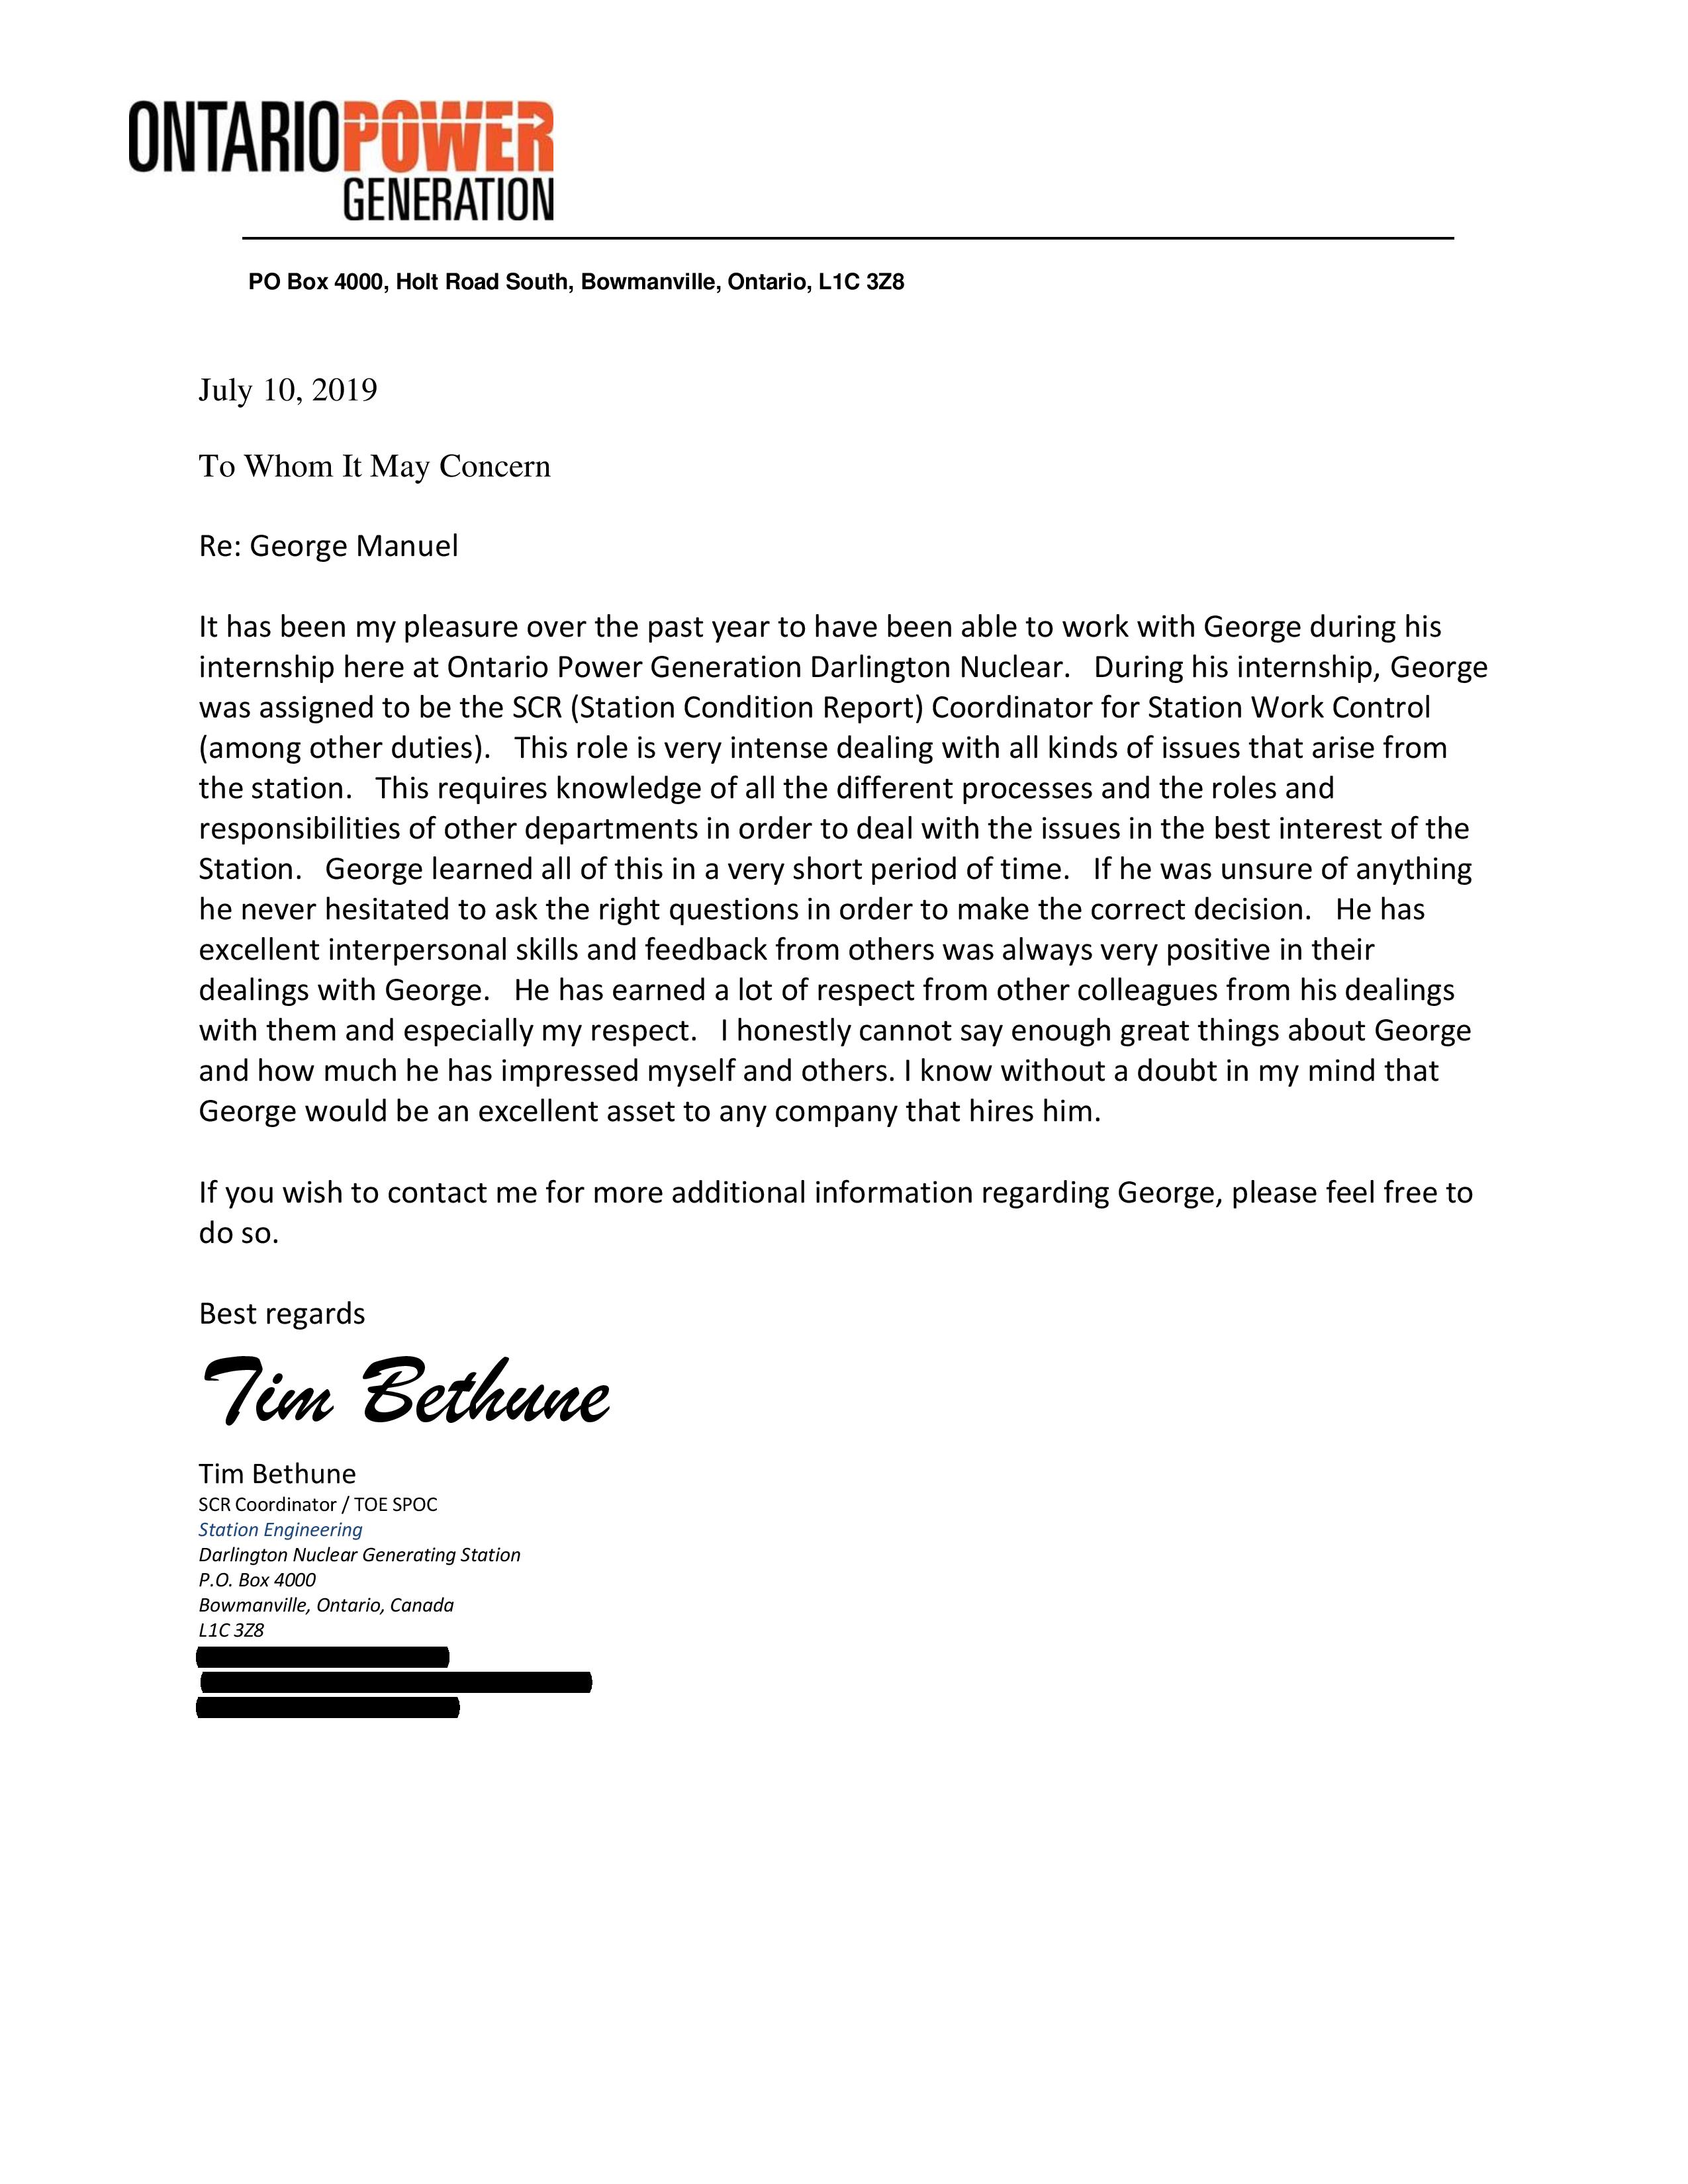 ONTARIOPOWER
GENERATION
PO Box 4000, Holt Road South, Bowmanville, Ontario, L1C 3Z8
July 10, 2019
To Whom It May Concern
Re: George Manuel
It has been my pleasure over the past year to have been able to work with George during his
internship here at Ontario Power Generation Darlington Nuclear.   During his internship, George
was assigned to be the SCR (Station Condition Report) Coordinator for Station Work Control
(among other duties).   This role is very intense dealing with all kinds of issues that arise from
the station.   This requires knowledge of all the different processes and the roles and
responsibilities of other departments in order to deal with the issues in the best interest of the
Station.   George learned all of this in a very short period of time.   If he was unsure of anything
he never hesitated to ask the right questions in order to make the correct decision.   He has
excellent interpersonal skills and feedback from others was always very positive in their
dealings with George.   He has earned a lot of respect from other colleagues from his dealings
with them and especially my respect.   I honestly cannot say enough great things about George
and how much he has impressed myself and others. I know without a doubt in my mind that
George would be an excellent asset to any company that hires him.
If you wish to contact me for more additional information regarding George, please feel free to
do so.
Best regards
Tim Bethune
Tim Bethune
SCR Coordinator / TOE SPOC
Station Engineering
Darlington Nuclear Generating Station
P.O. Box 4000
Bowmanville, Ontario, Canada
L1C 3Z8